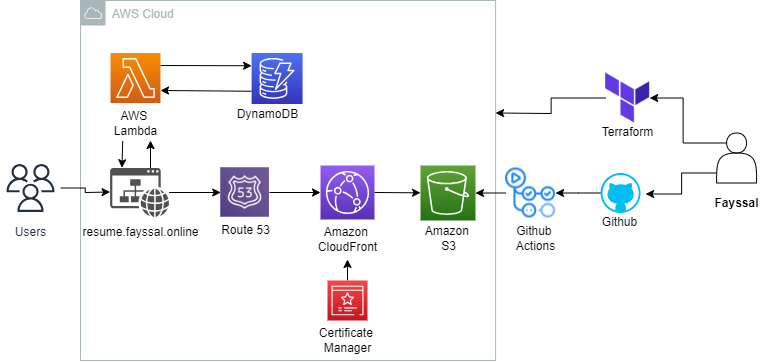 AWS Cloud
AWS
Lambda
DynamoDB
Terraform
Users
resume.fayssal.online
53
Route 53
Amazon
CloudFront
Amazon
S3
Github
Actions
Github
Fayssal
Certificate
Manager